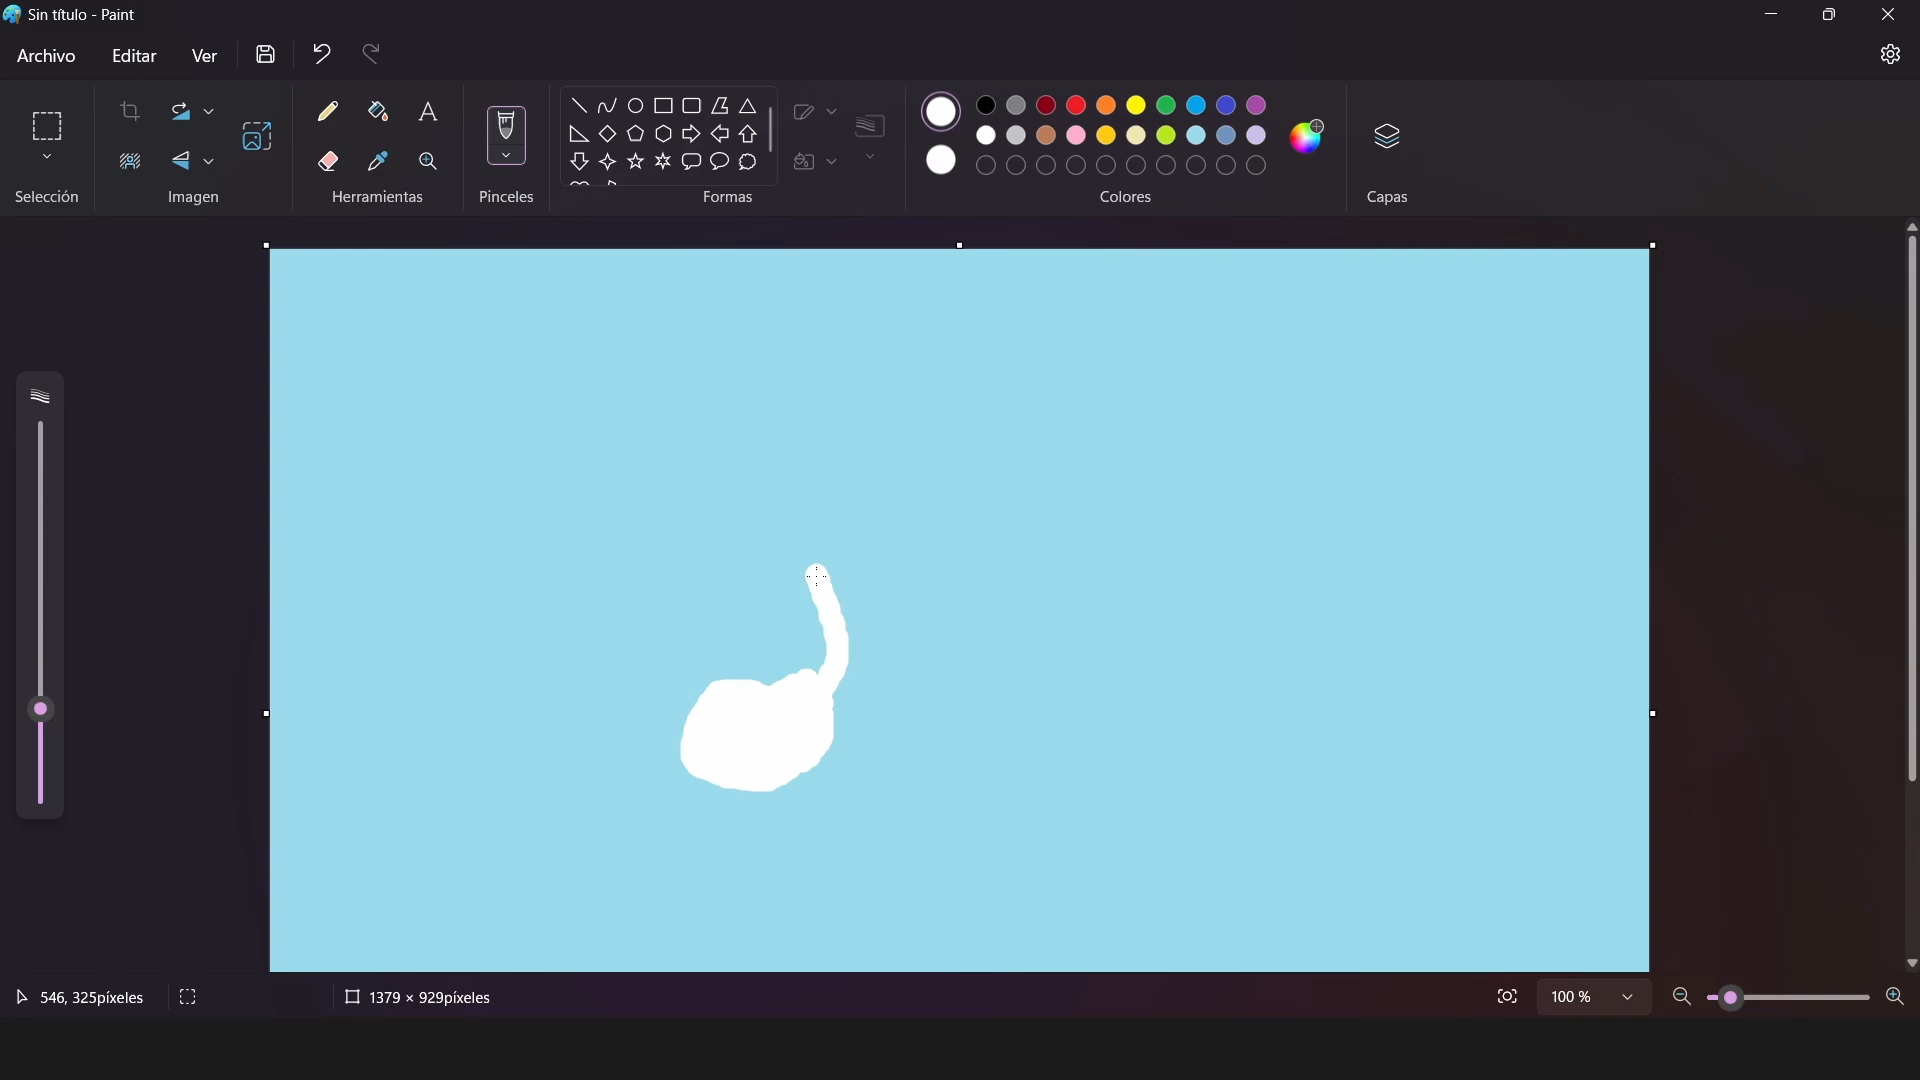 Sin título - Paint
Archivo Editar Ver
Selección Imagen Herramientas Pinceles Formas Colores Capas
546, 325píxeles 1379 × 929píxeles 100 %